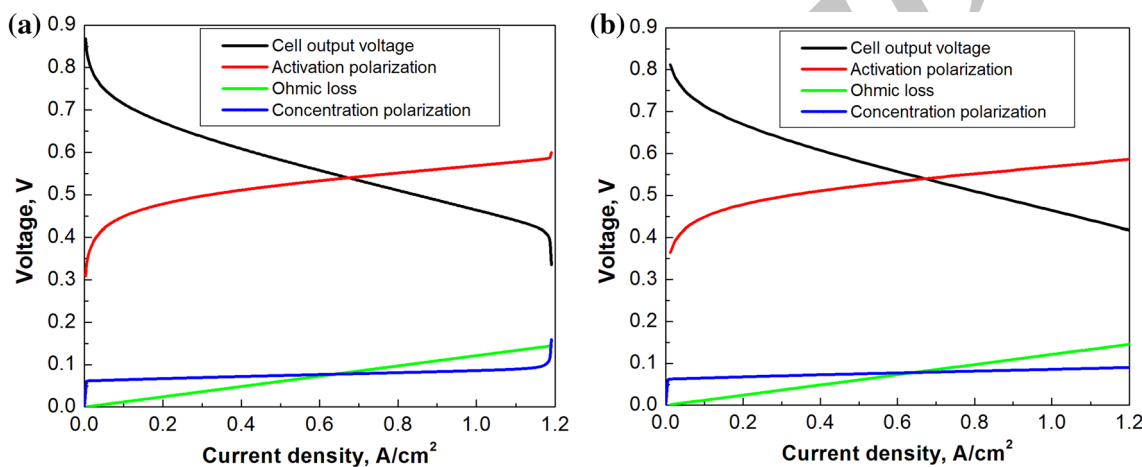 (a)
0.9
0.8
0.7
0.6
0.5
0.4
0.3
0.2
0.1
0.0
Voltage, V
Cell output voltage
Activation polarization
Ohmic loss
Concentration polarization
0.0 0.2 0.4 0.6 0.8 1.0 1.2
Current density, A/cm²
(b)
0.9
0.8
0.7
0.6
0.5
0.4
0.3
0.2
0.1
0.0
Voltage, V
Cell output voltage
Activation polarization
Ohmic loss
Concentration polarization
0.0 0.2 0.4 0.6 0.8 1.0 1.2
Current density, A/cm²